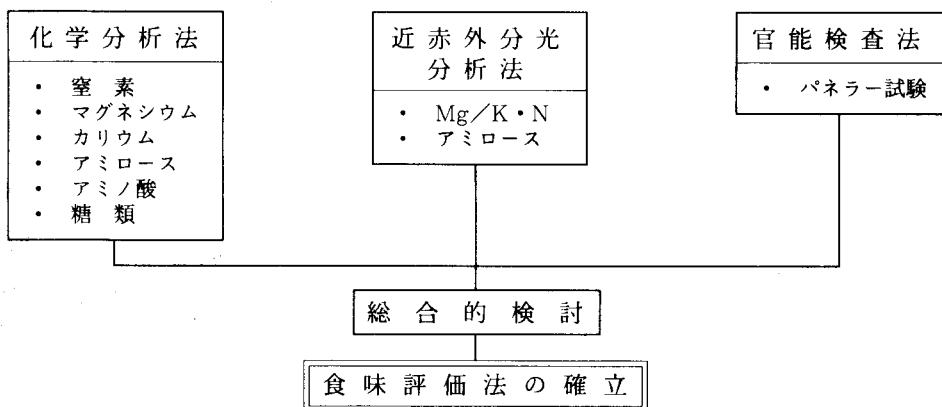 化学分析法
・ 窒素
・ マグネシウム
・ カリウム
・ アミロース
・ アミノ酸
・ 糖類
近赤外分光
分析法
・ Mg/K・N
・ アミロース
官能検査法
・ パネラー試験
総合的検討
食味評価法の確立